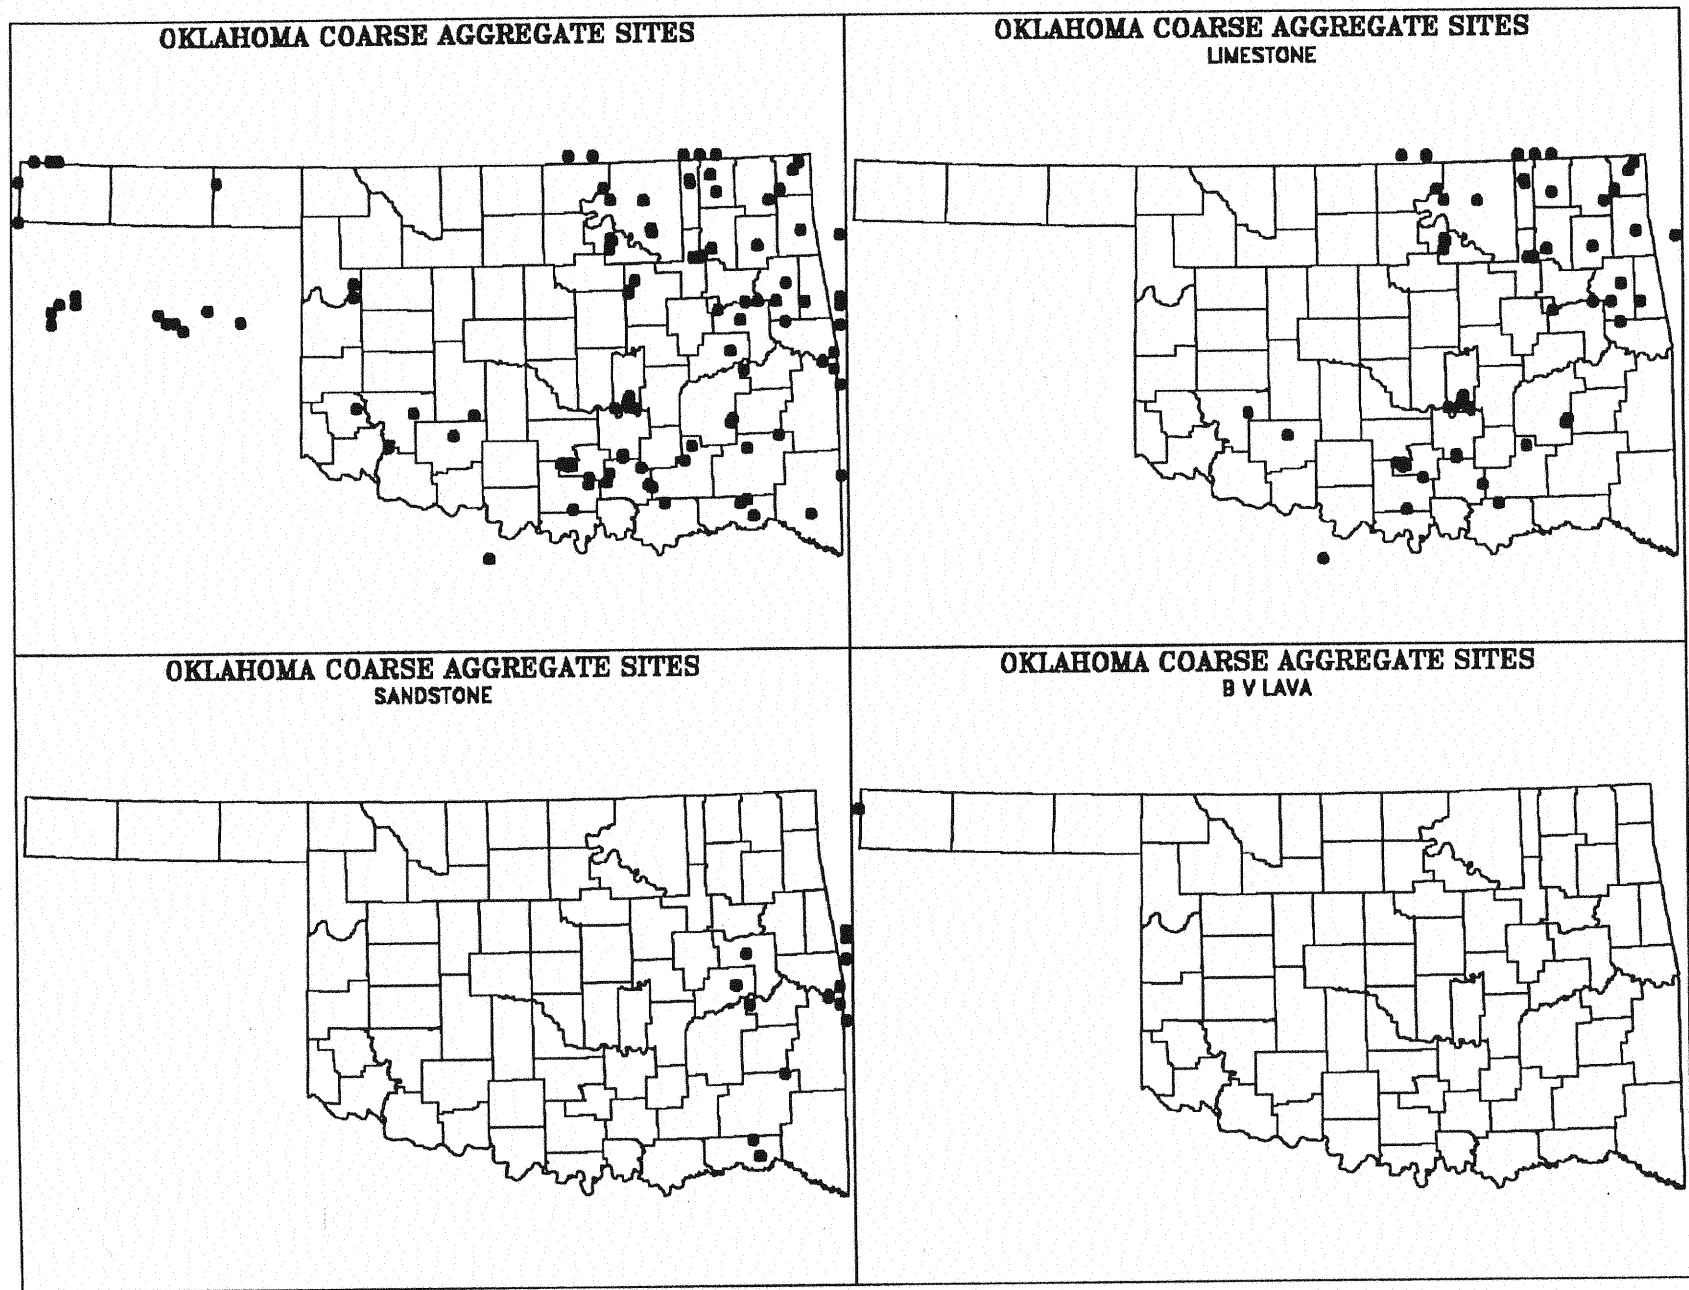 OKLAHOMA COARSE AGGREGATE SITES
OKLAHOMA COARSE AGGREGATE SITES
LIMESTONE
OKLAHOMA COARSE AGGREGATE SITES
SANDSTONE
OKLAHOMA COARSE AGGREGATE SITES
B V LAVA